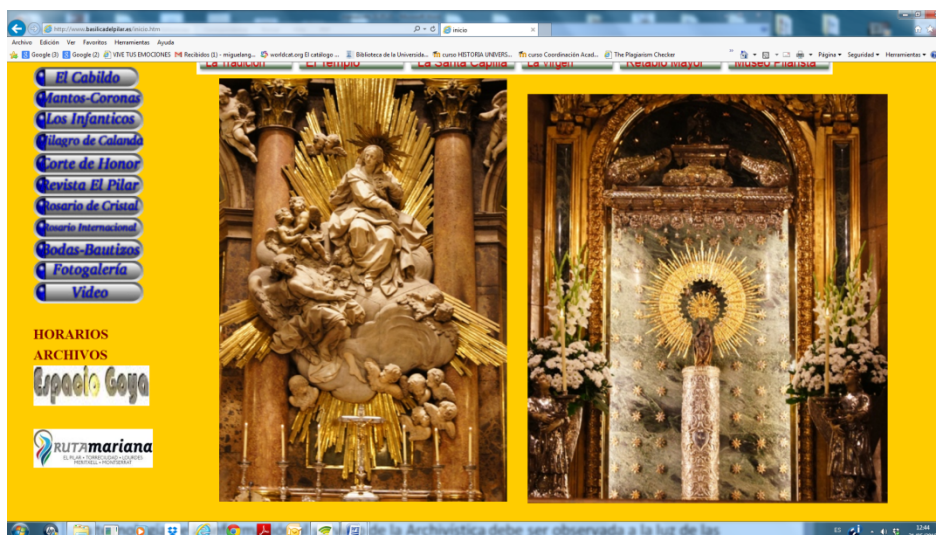 http://www.basilicadelpilar.es/inicio.htm
inicio
Archivo Edición Ver Favoritos Herramientas Ayuda
Google (3) Google (2) VIVE TUS EMOCIONES Recibidos (1) - migueleng... worldcat.org El catálogo ... Biblioteca de la Universida... curso HISTORIA UNIVERS... curso Coordinación Acad... The Plagiarism Checker
Página Seguridad Herramientas
La Tradición El Templo La Santa Capilla La Virgen Retablo Mayor Museo Pilarista
El Cabildo
Mantos-Coronas
Los Infanticos
Milagro de Calanda
Corte de Honor
Revista El Pilar
Rosario de Cristal
Rosario Internacional
Bodas-Bautizos
Fotogalería
Video
HORARIOS
ARCHIVOS
Espacio Goya
RUTAmariana
EL PILAR • TORRECIUDAD • LOURDES
MERITXELL • MONTSERRAT
de la Archivística debe ser observada a la luz de las
ES
12:44